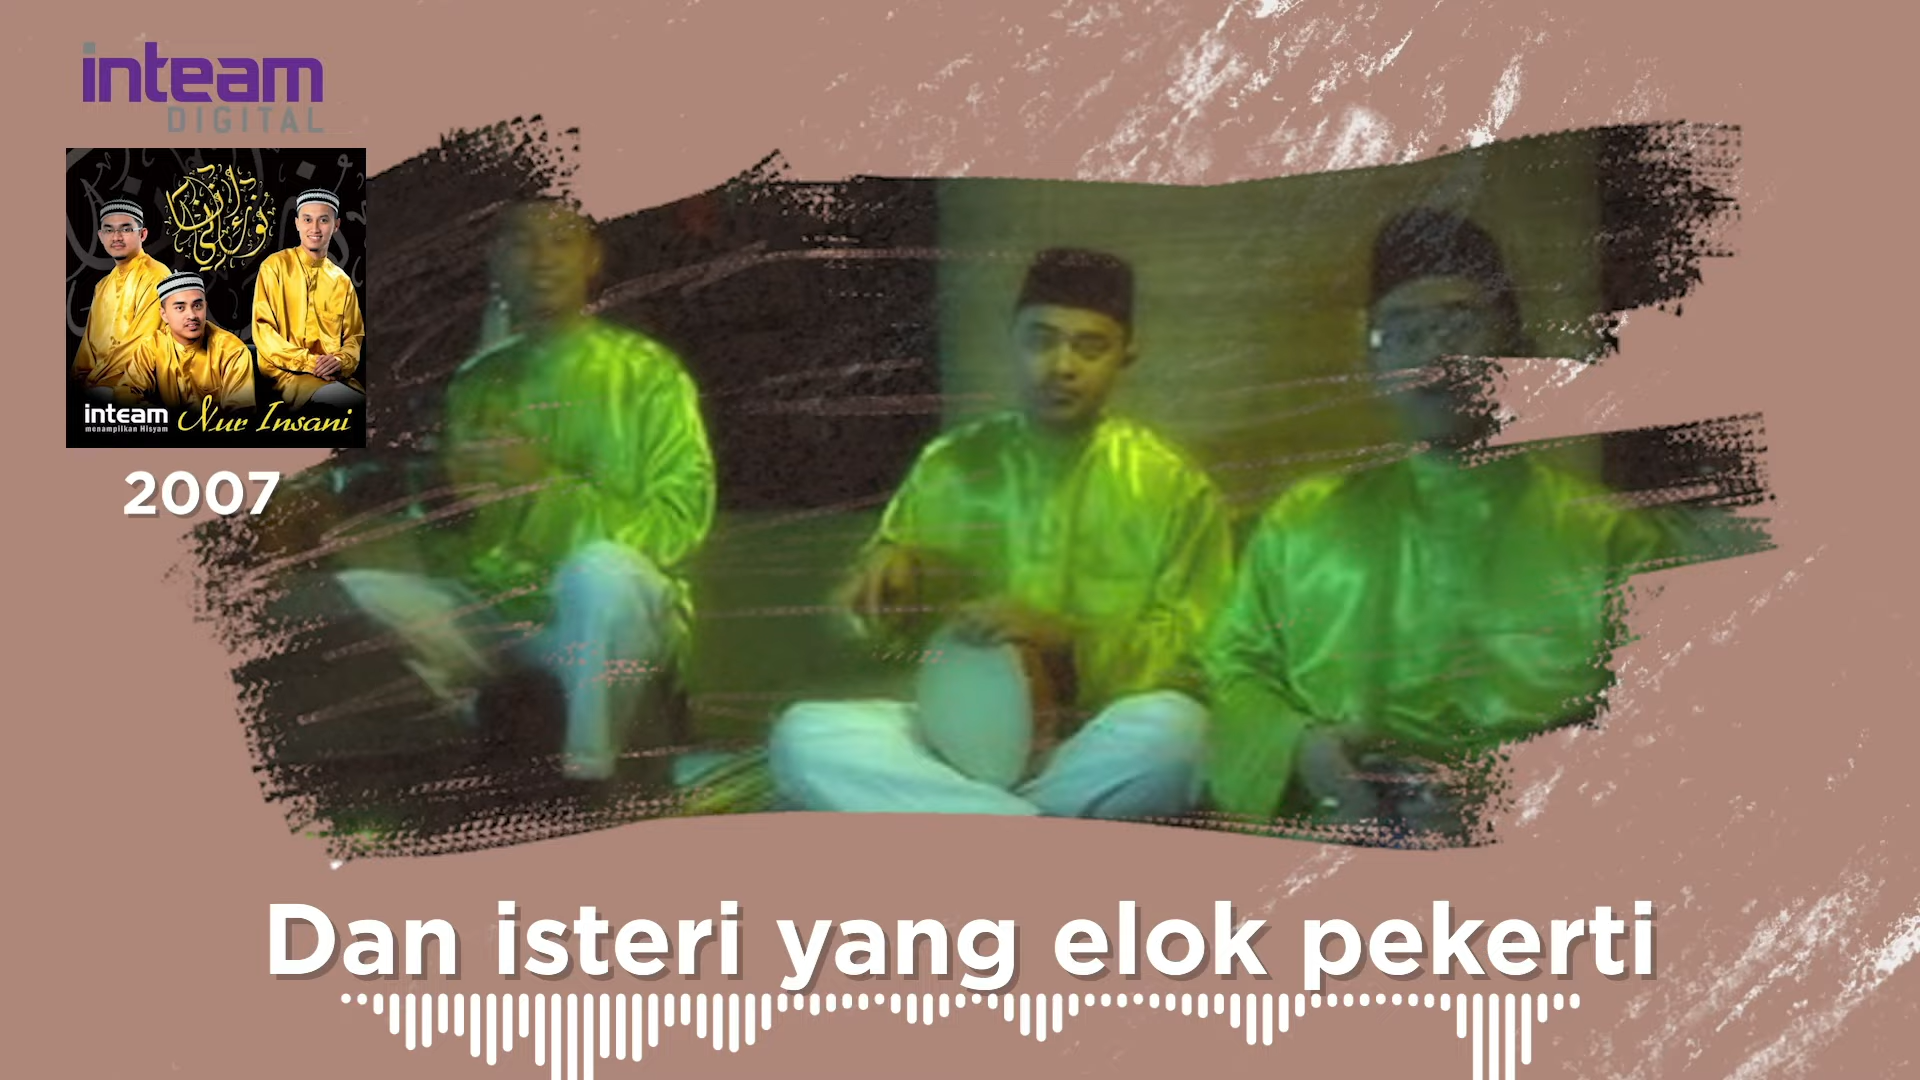 inteam
DIGITAL
inteam
menampilkan Hisyam
Nur Insani
2007
Dan isteri yang elok pekerti